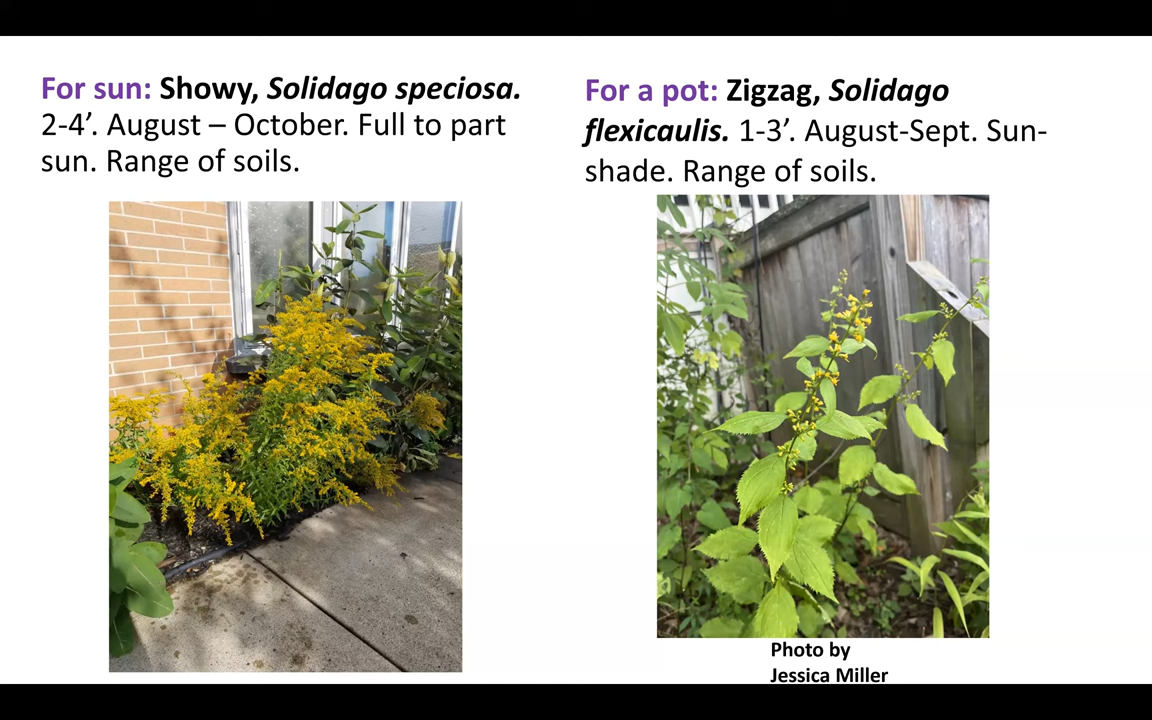 For sun: Showy, Solidago speciosa.
2-4’. August – October. Full to part
sun. Range of soils.
For a pot: Zigzag, Solidago
flexicaulis. 1-3’. August-Sept. Sun-
shade. Range of soils.
Photo by
Jessica Miller